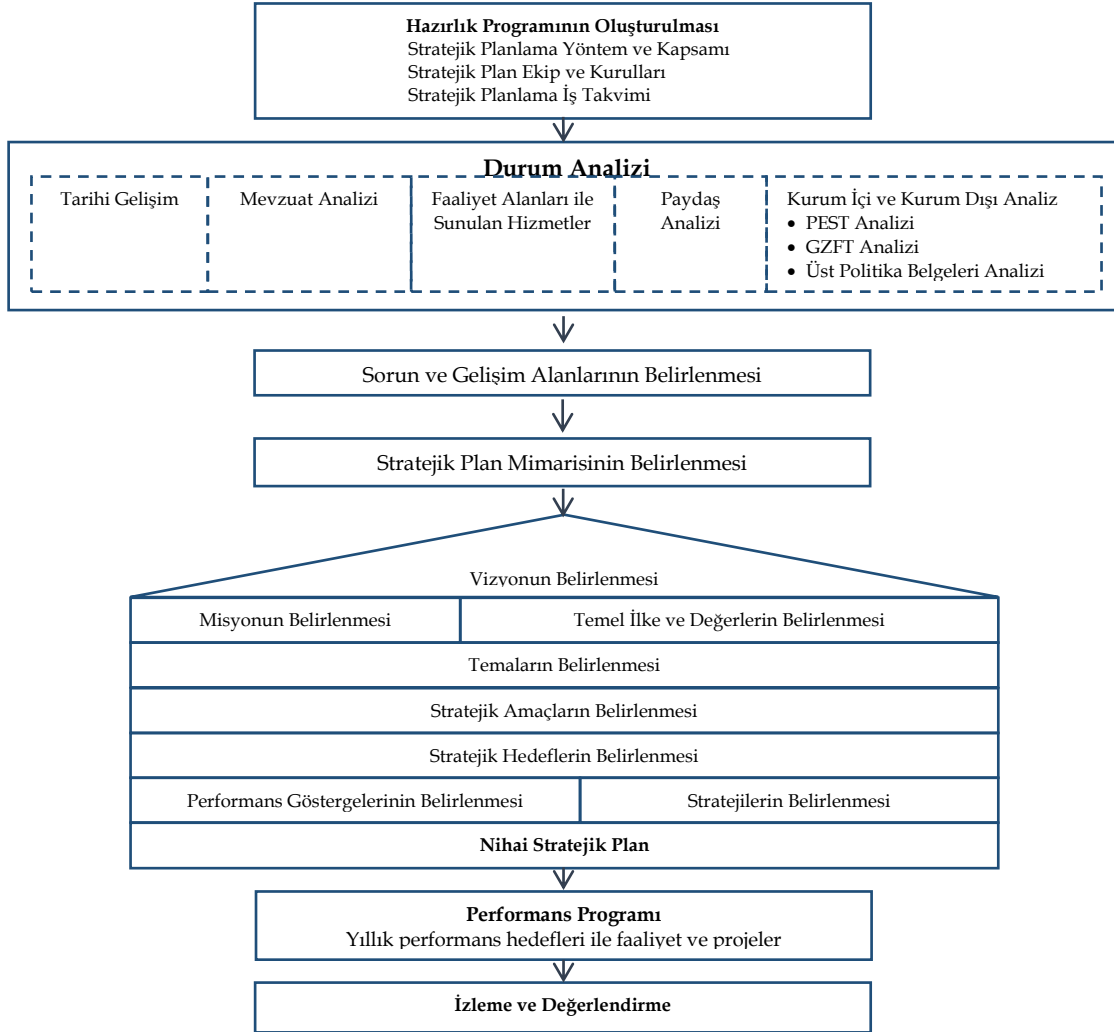 Hazırlık Programının Oluşturulması
Stratejik Planlama Yöntem ve Kapsamı
Stratejik Plan Ekip ve Kurulları
Stratejik Planlama İş Takvimi
Durum Analizi
Tarihi Gelişim
Mevzuat Analizi
Faaliyet Alanları ile
Sunulan Hizmetler
Paydaş
Analizi
Kurum İçi ve Kurum Dışı Analiz
• PEST Analizi
• GZFT Analizi
• Üst Politika Belgeleri Analizi
Sorun ve Gelişim Alanlarının Belirlenmesi
Stratejik Plan Mimarisinin Belirlenmesi
Vizyonun Belirlenmesi
Misyonun Belirlenmesi
Temel İlke ve Değerlerin Belirlenmesi
Temaların Belirlenmesi
Stratejik Amaçların Belirlenmesi
Stratejik Hedeflerin Belirlenmesi
Performans Göstergelerinin Belirlenmesi
Stratejilerin Belirlenmesi
Nihai Stratejik Plan
Performans Programı
Yıllık performans hedefleri ile faaliyet ve projeler
İzleme ve Değerlendirme